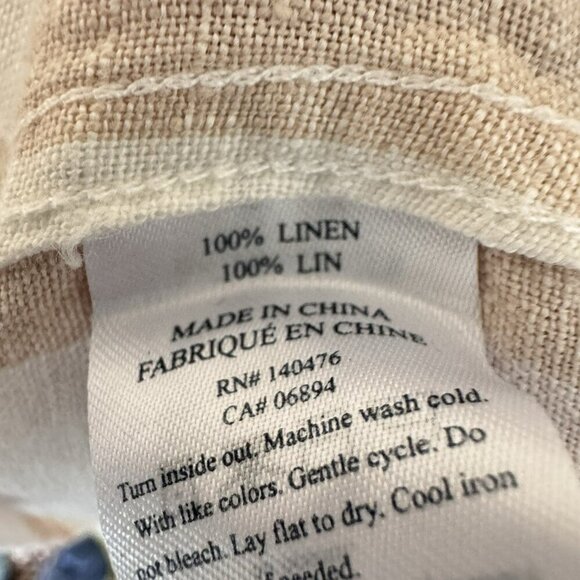 100% LINEN
100% LIN
MADE IN CHINA
FABRIQUÉ EN CHINE
RN# 140476
CA# 06894
Turn inside out. Machine wash cold.
With like colors. Gentle cycle. Do
not bleach. Lay flat to dry. Cool iron
needed.